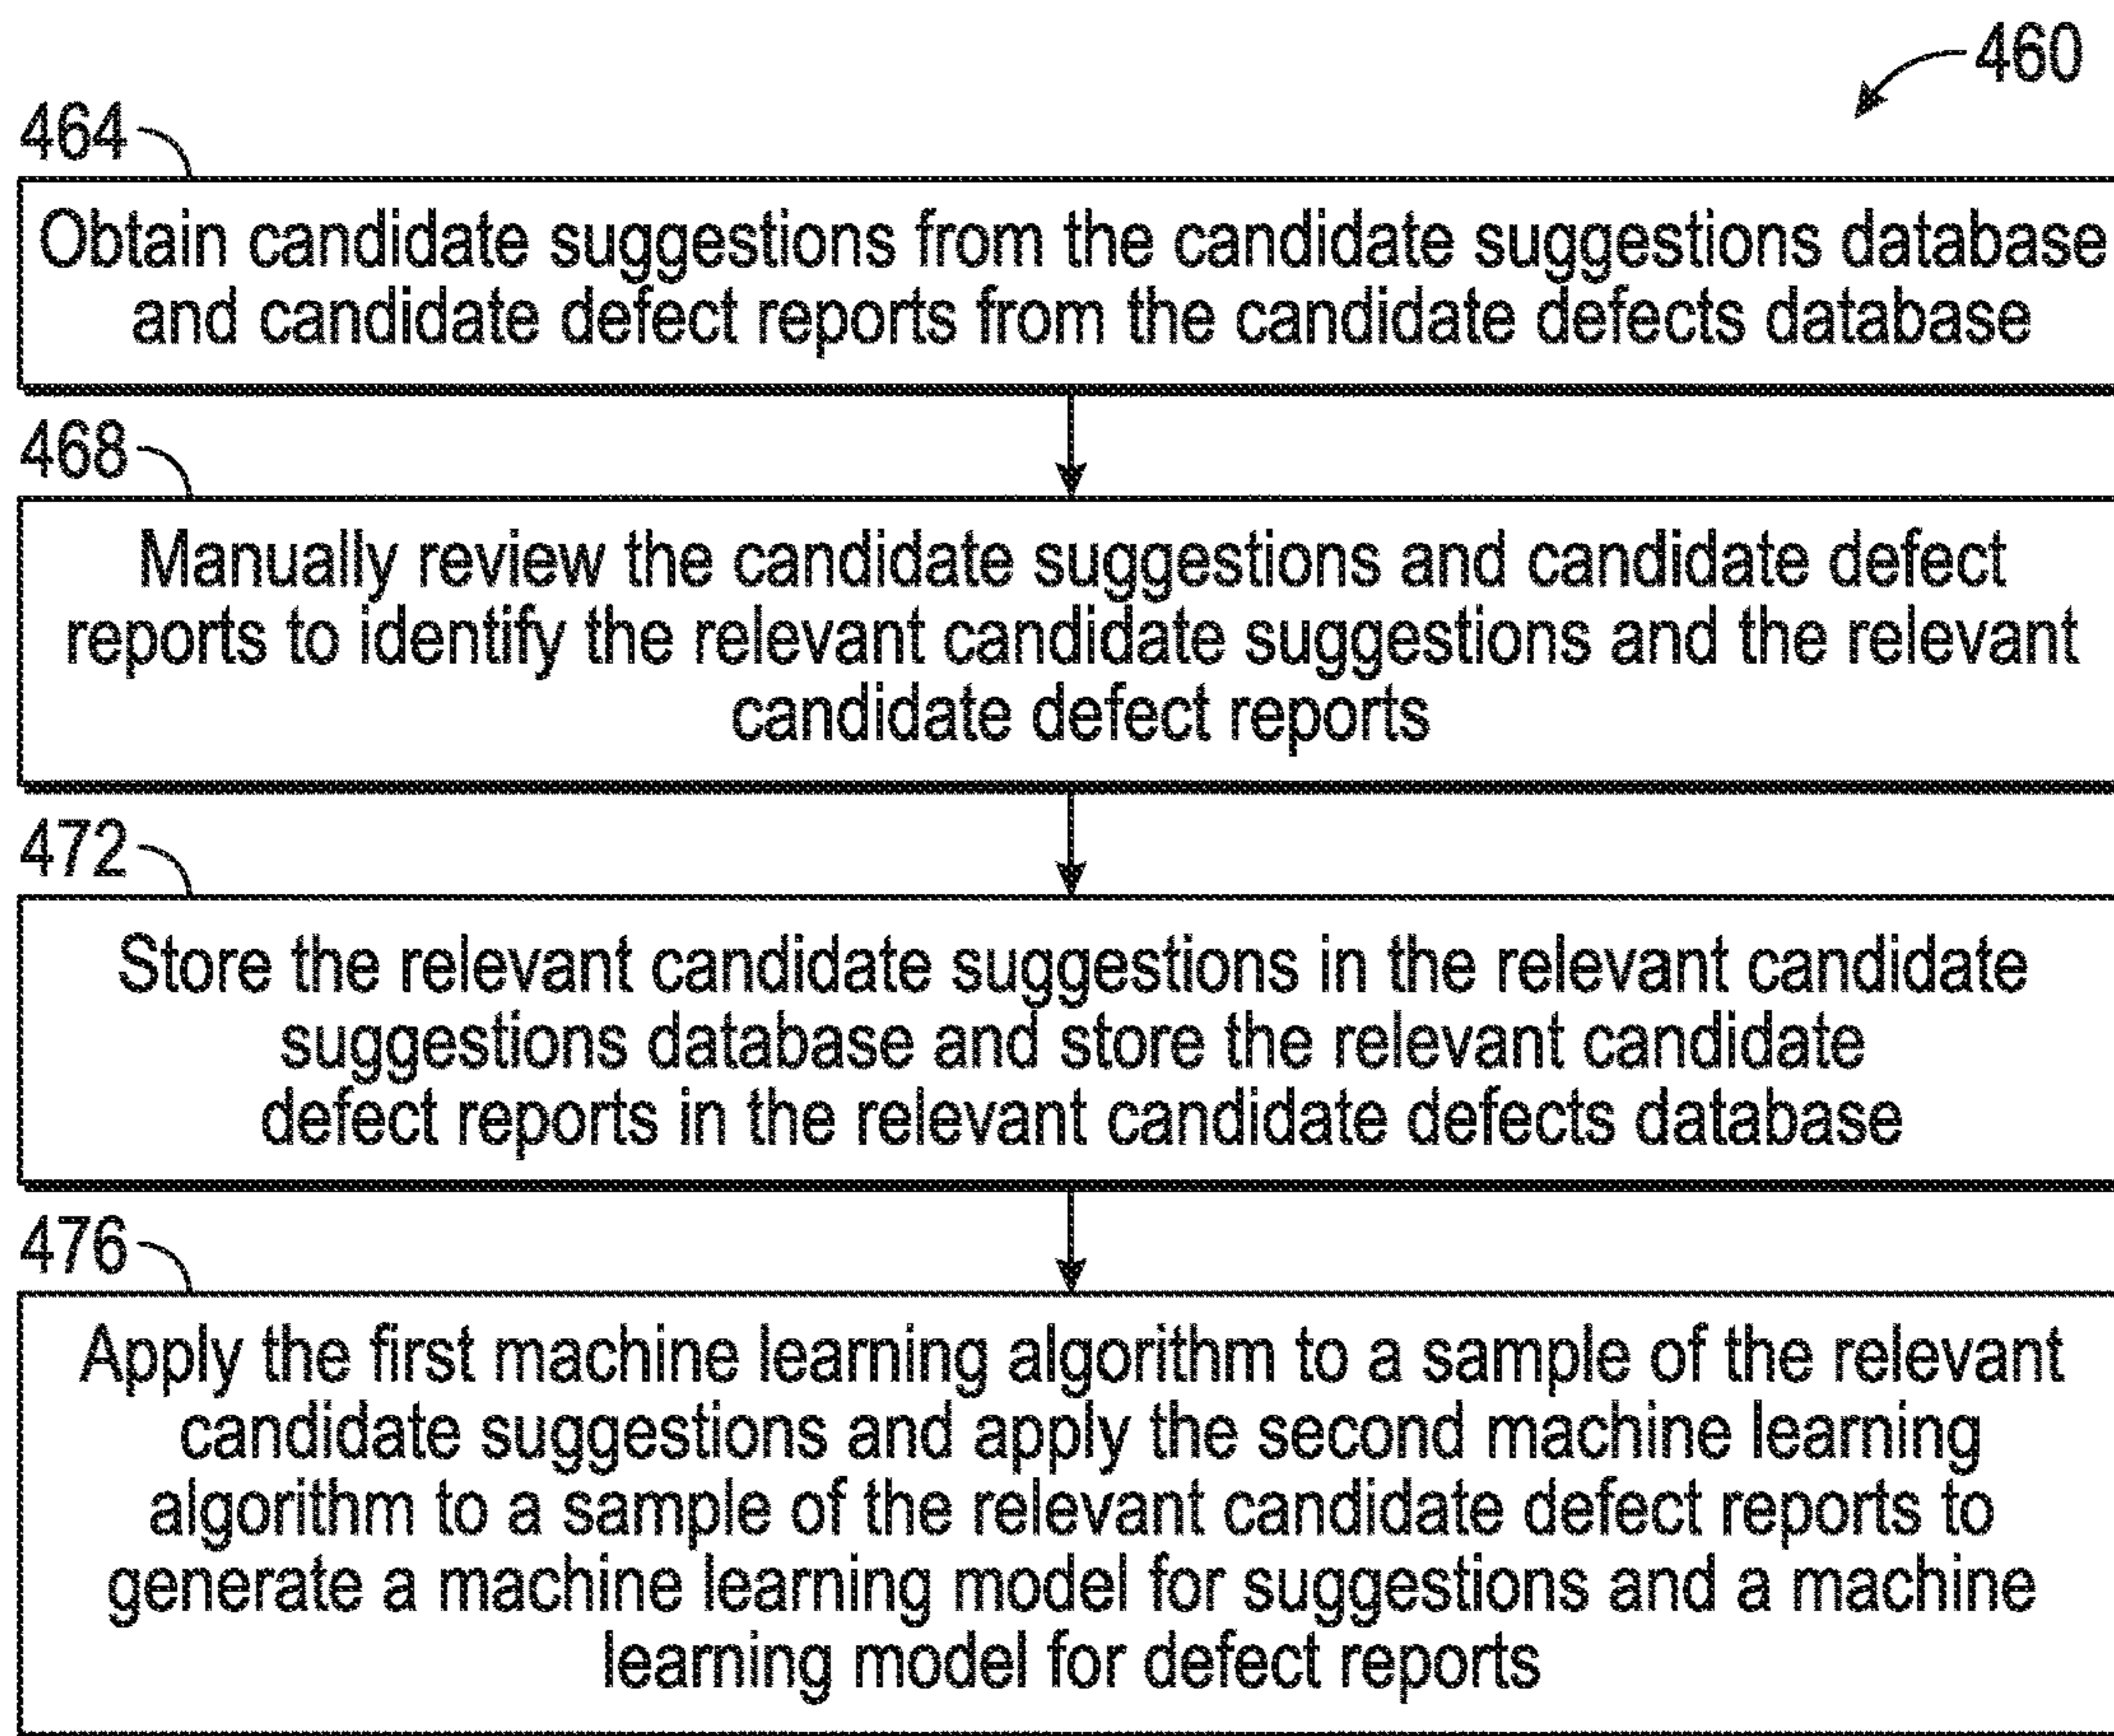 460
464
Obtain candidate suggestions from the candidate suggestions database
and candidate defect reports from the candidate defects database
468
Manually review the candidate suggestions and candidate defect
reports to identify the relevant candidate suggestions and the relevant
candidate defect reports
472
Store the relevant candidate suggestions in the relevant candidate
suggestions database and store the relevant candidate
defect reports in the relevant candidate defects database
476
Apply the first machine learning algorithm to a sample of the relevant
candidate suggestions and apply the second machine learning
algorithm to a sample of the relevant candidate defect reports to
generate a machine learning model for suggestions and a machine
learning model for defect reports